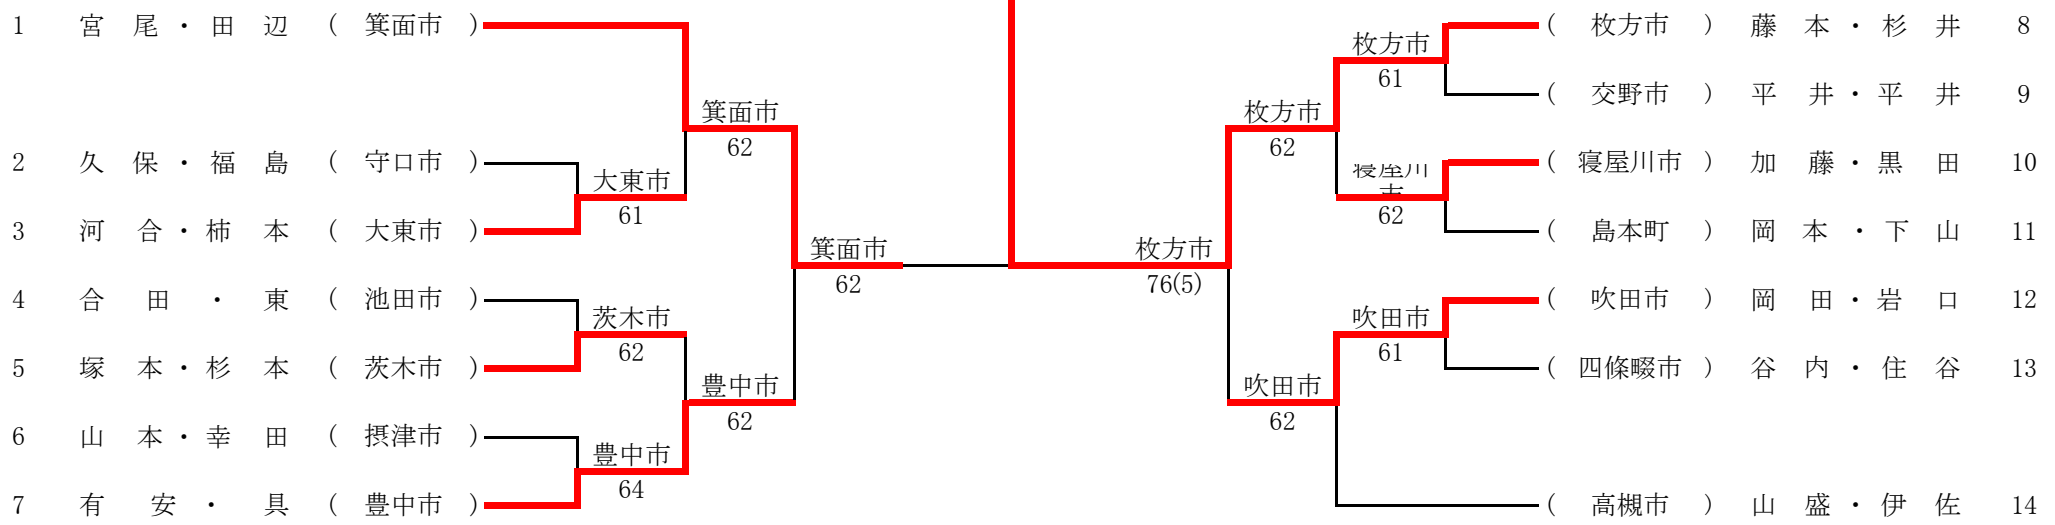 1 宮尾・田辺 ( 箕面市 )
2 久保・福島 ( 守口市 )
3 河合・柿本 ( 大東市 )
4 合田・東 ( 池田市 )
5 塚本・杉本 ( 茨木市 )
6 山本・幸田 ( 摂津市 )
7 有安・具 ( 豊中市 )
大東市
61
茨木市
62
豊中市
64
箕面市
62
豊中市
62
箕面市
62
枚方市
76(5)
枚方市
62
吹田市
62
枚方市
61
寝屋川
市
62
吹田市
61
( 枚方市 ) 藤本・杉井 8
( 交野市 ) 平井・平井 9
( 寝屋川市 ) 加藤・黒田 10
( 島本町 ) 岡本・下山 11
( 吹田市 ) 岡田・岩口 12
( 四條畷市 ) 谷内・住谷 13
( 高槻市 ) 山盛・伊佐 14